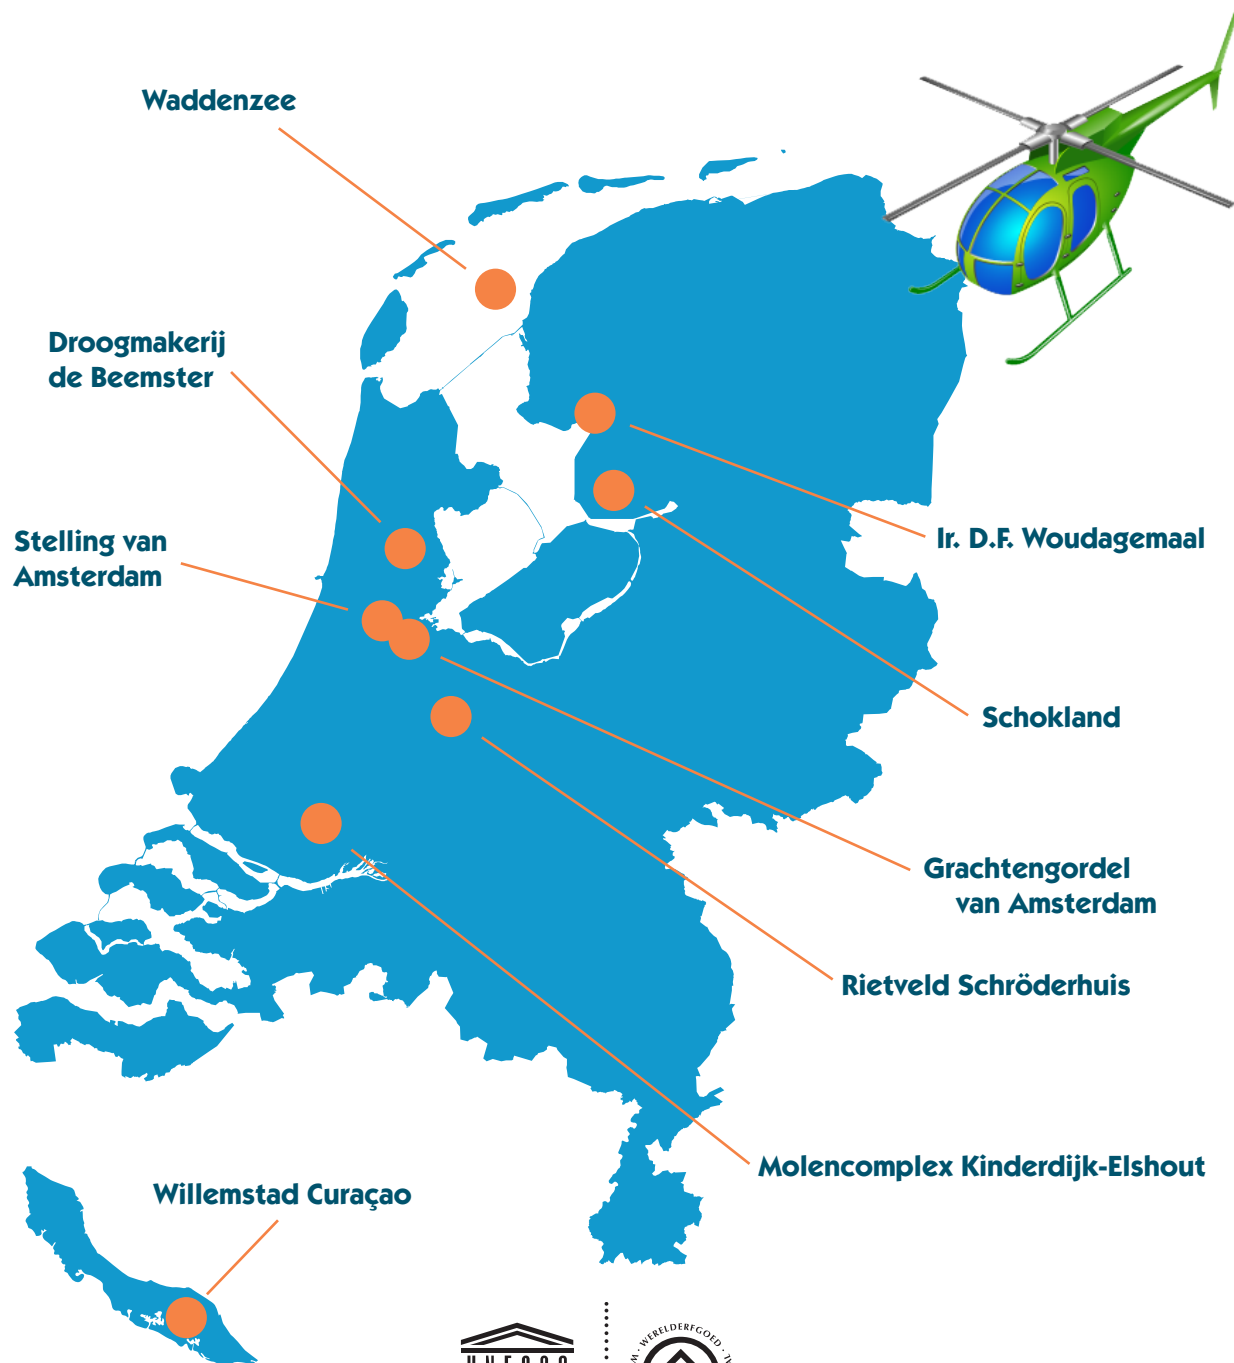 Waddenzee
Droogmakerij
de Beemster
Stelling van
Amsterdam
Ir. D.F. Woudagemaal
Schokland
Grachtengordel
van Amsterdam
Rietveld Schröderhuis
Molencomplex Kinderdijk-Elshout
Willemstad Curaçao
WERELDERFGOED